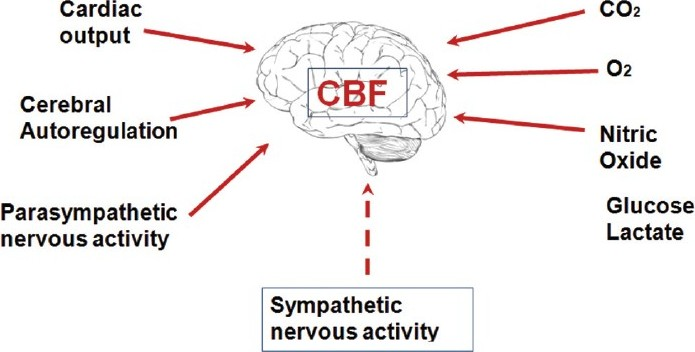 Cardiac
output
Cerebral
Autoregulation
Parasympathetic
nervous activity
CBF
CO₂
O₂
Nitric
Oxide
Glucose
Lactate
Sympathetic
nervous activity